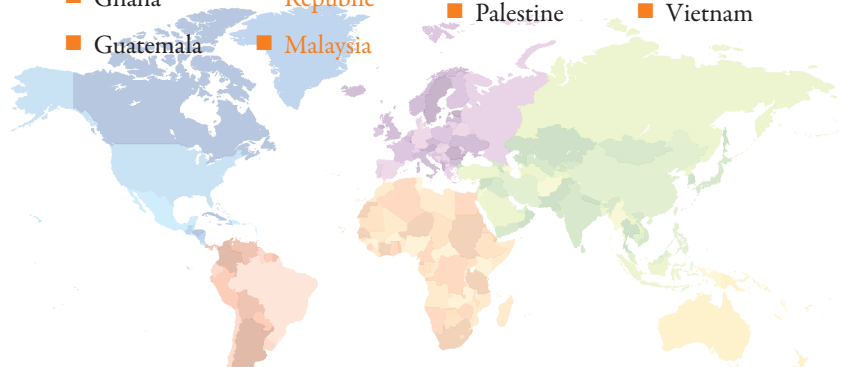 Ghana
Guatemala
Republic
Malaysia
Palestine
Vietnam